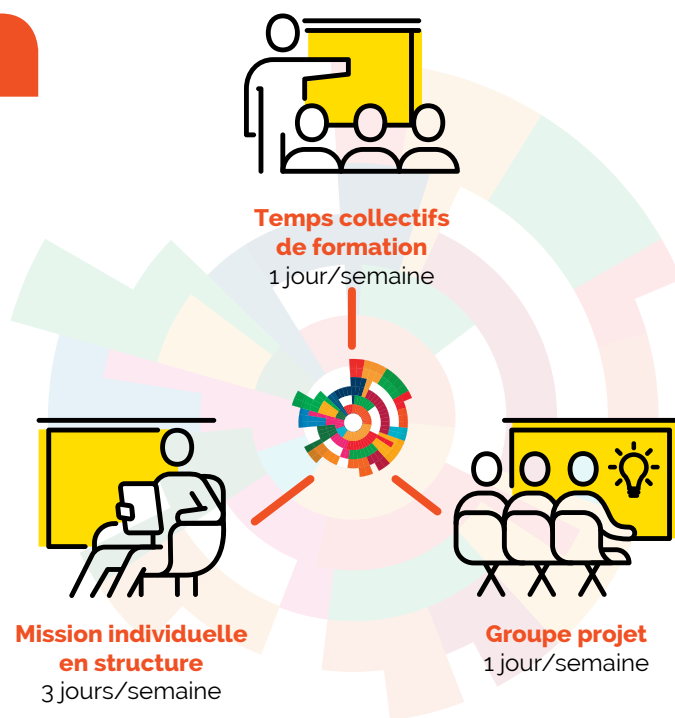 Temps collectifs
de formation
1 jour/semaine
Mission individuelle
en structure
3 jours/semaine
Groupe projet
1 jour/semaine